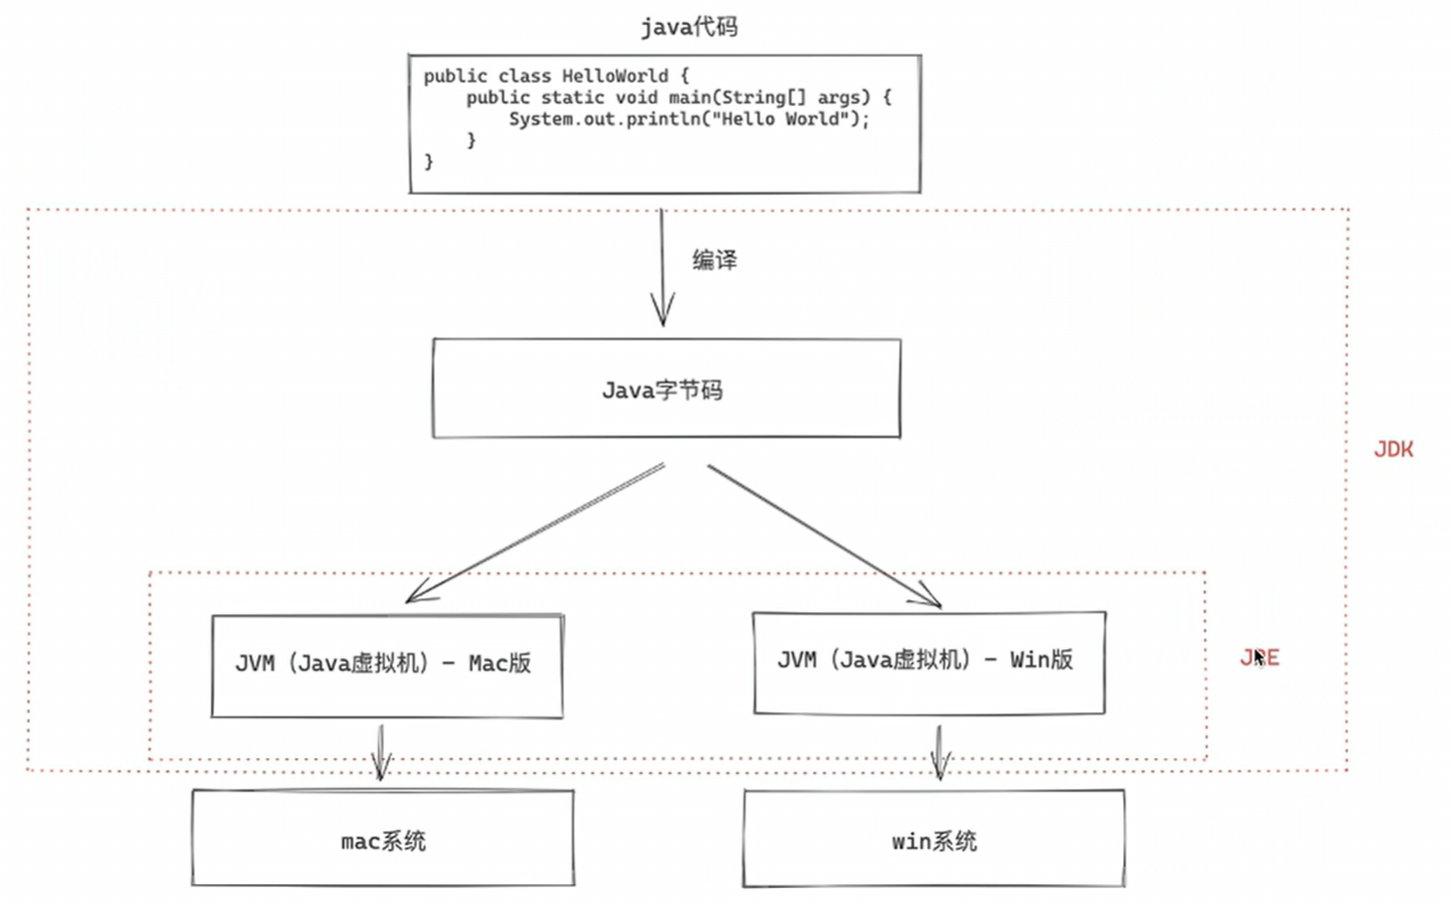 java代码
public class HelloWorld {
    public static void main(String[] args) {
        System.out.println("Hello World");
    }
}
编译
Java字节码
JDK
JVM（Java虚拟机）- Mac版
JVM（Java虚拟机）- Win版
JRE
mac系统
win系统